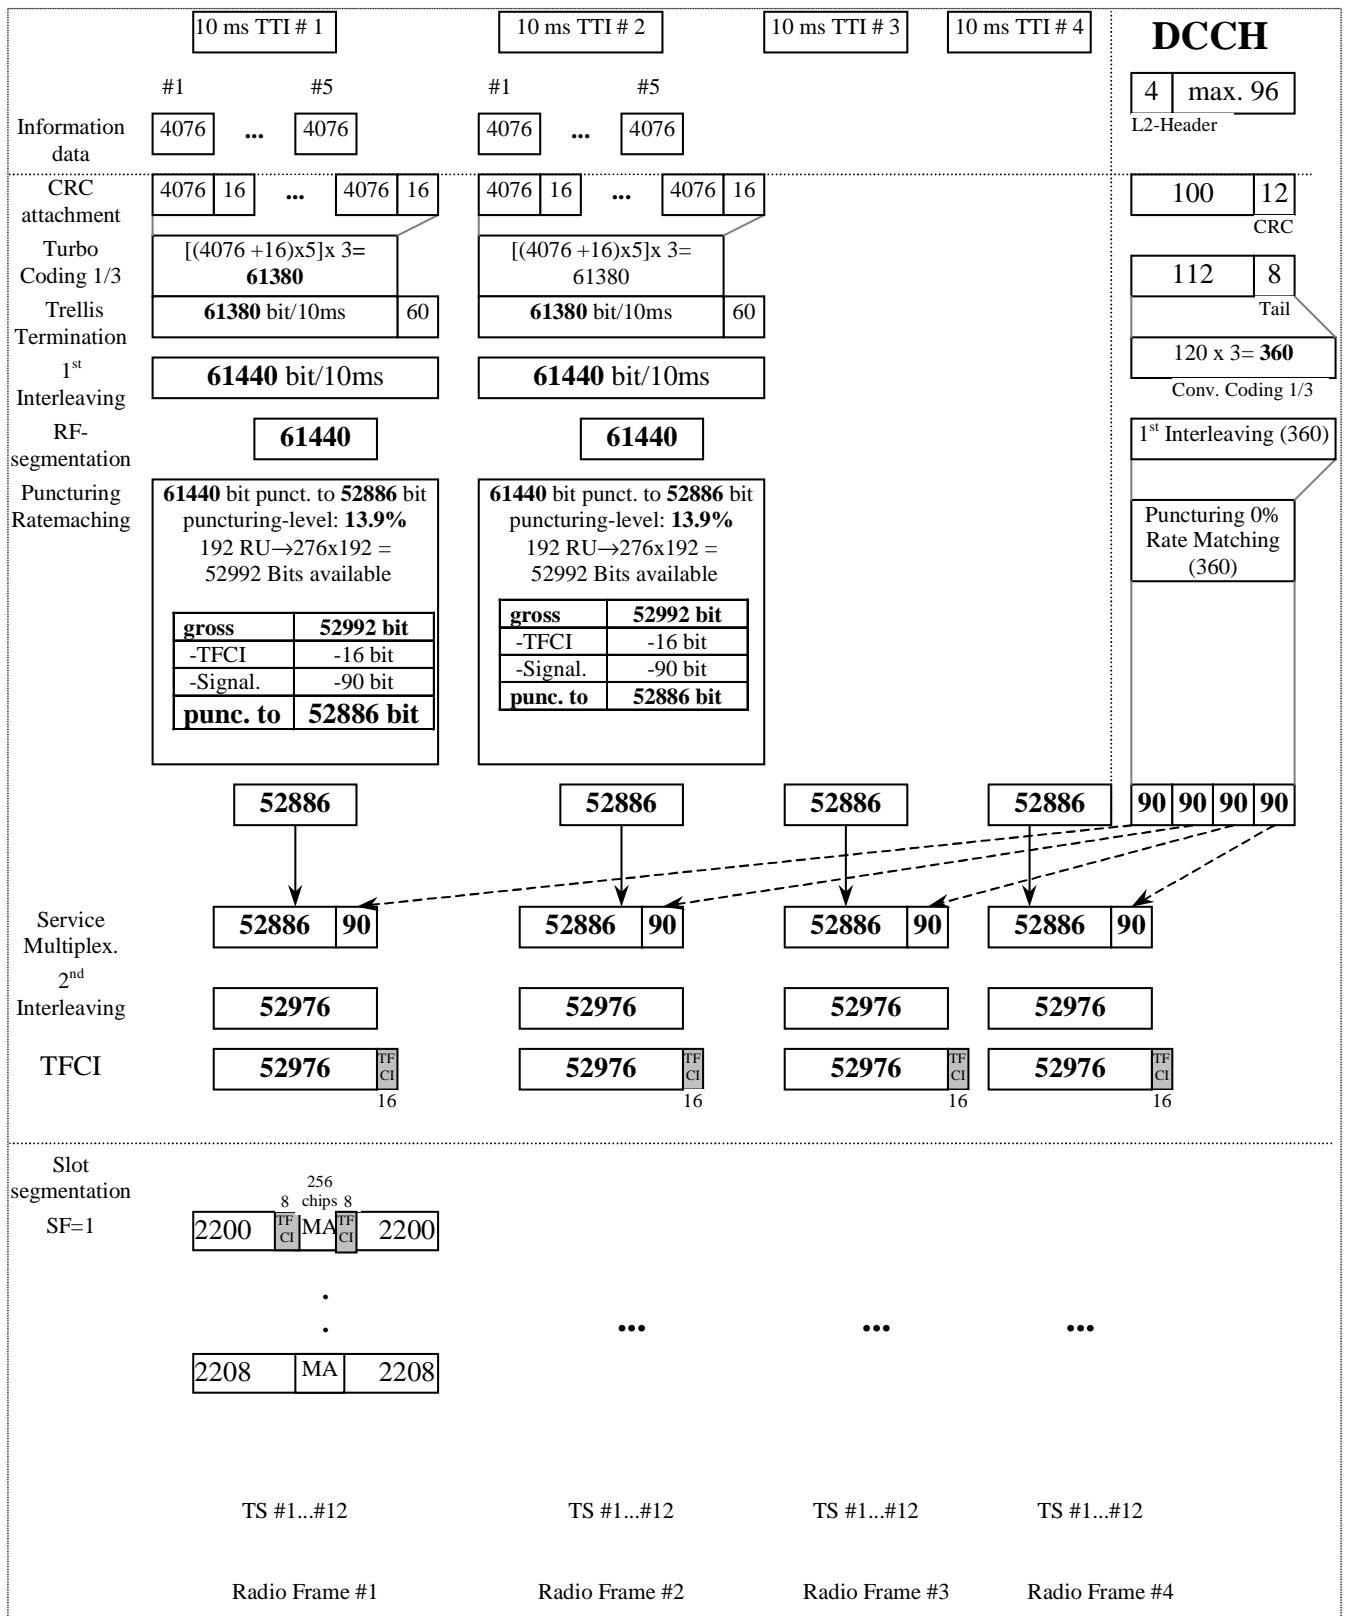 10 ms TTI # 1 10 ms TTI # 2 10 ms TTI # 3 10 ms TTI # 4 DCCH
#1 #5 #1 #5 4 max. 96
L2-Header
Information
data
4076 ... 4076 4076 ... 4076
CRC
attachment
4076 16 ... 4076 16 4076 16 ... 4076 16 100 12
CRC
Turbo
Coding 1/3
[(4076 +16)x5]x 3=
61380
[(4076 +16)x5]x 3=
61380
112 8
Tail
Trellis
Termination
61380 bit/10ms 60 61380 bit/10ms 60
120 x 3= 360
Conv. Coding 1/3
1st
Interleaving
61440 bit/10ms 61440 bit/10ms
RF-
segmentation
61440 61440 1st Interleaving (360)
Puncturing
Ratemaching
61440 bit punct. to 52886 bit
puncturing-level: 13.9%
192 RU→276x192 =
52992 Bits available
gross 52992 bit
-TFCI -16 bit
-Signal. -90 bit
punc. to 52886 bit
61440 bit punct. to 52886 bit
puncturing-level: 13.9%
192 RU→276x192 =
52992 Bits available
gross 52992 bit
-TFCI -16 bit
-Signal. -90 bit
punc. to 52886 bit
Puncturing 0%
Rate Matching
(360)
52886 52886 52886 52886 90 90 90 90
Service
Multiplex.
52886 90 52886 90 52886 90 52886 90
2nd
Interleaving
52976 52976 52976 52976
TFCI
52976 TF CI 52976 TF CI 52976 TF CI 52976 TF CI
16 16 16 16
Slot
segmentation
SF=1
256
8 chips 8
2200 TF CI MA TF CI 2200
.
. ... ... ...
2208 MA 2208
TS #1...#12 TS #1...#12 TS #1...#12 TS #1...#12
Radio Frame #1 Radio Frame #2 Radio Frame #3 Radio Frame #4